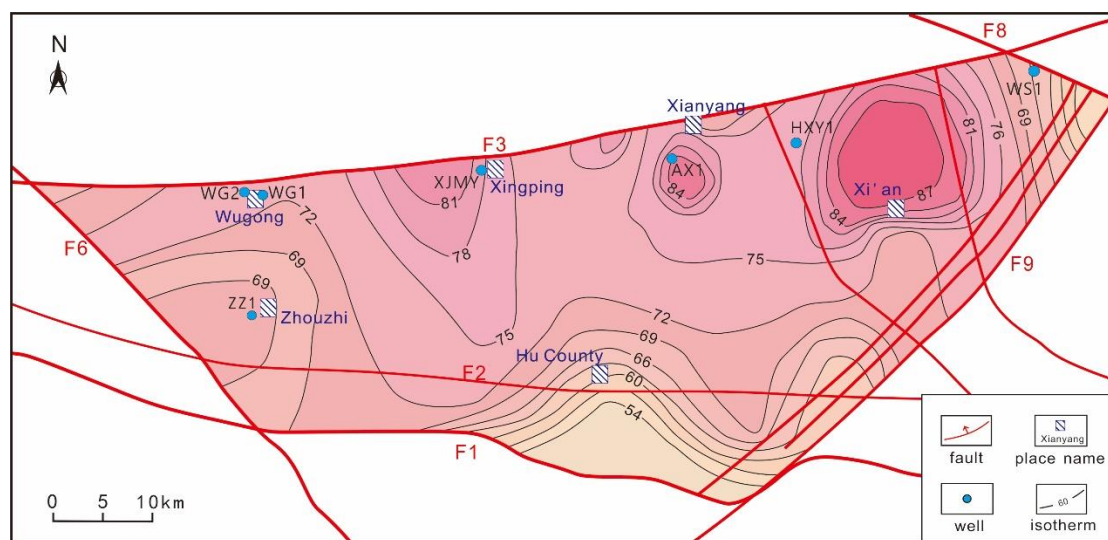 N
F8
WS1
69
76
81
Xianyang
HXY1
F3
XJMY
Xingping
81
AX1
84
87
Xi'an
84
WG2
WG1
Wugong
72
F6
78
75
69
69
ZZ1
Zhouzhi
F9
75
72
69
66
60
54
Hu County
F2
F1
0 5 10km
fault
Xianyang
place name
well
60
isotherm